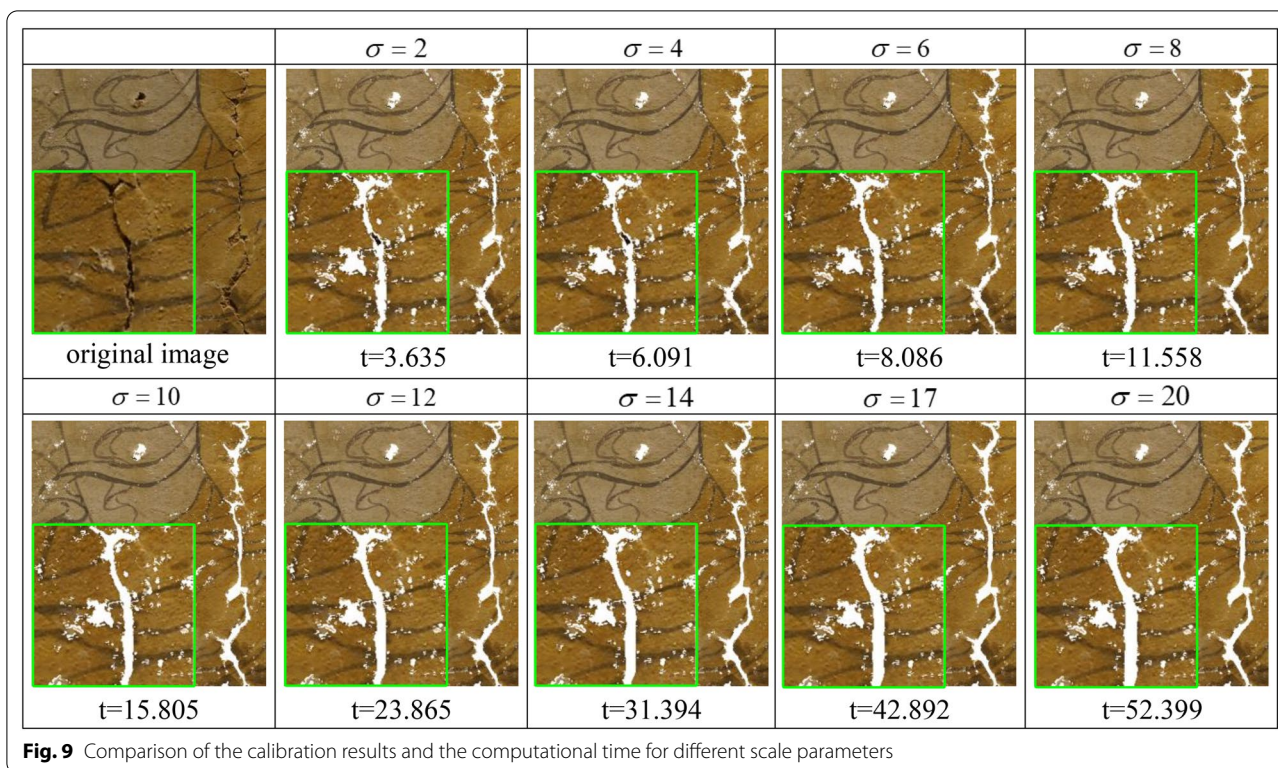 σ = 2 σ = 4 σ = 6 σ = 8
original image t=3.635 t=6.091 t=8.086 t=11.558
σ = 10 σ = 12 σ = 14 σ = 17 σ = 20
t=15.805 t=23.865 t=31.394 t=42.892 t=52.399
Fig. 9 Comparison of the calibration results and the computational time for different scale parameters